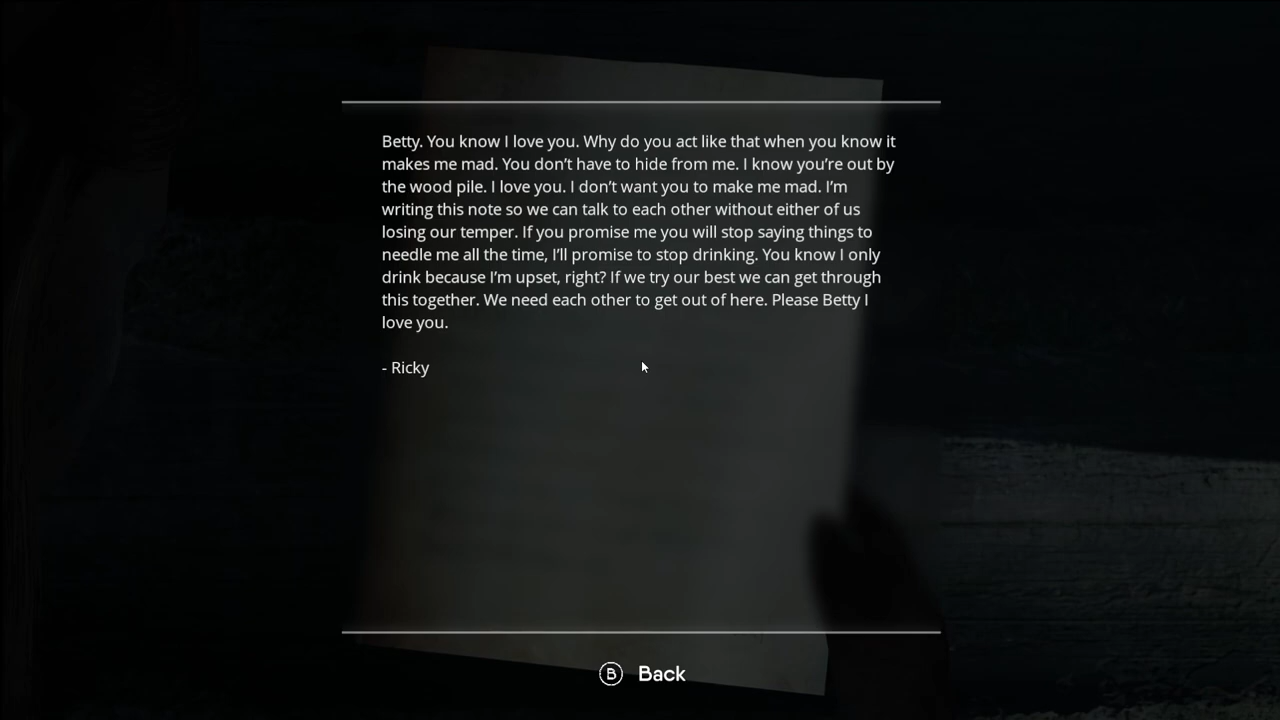 Betty. You know I love you. Why do you act like that when you know it
makes me mad. You don’t have to hide from me. I know you’re out by
the wood pile. I love you. I don’t want you to make me mad. I’m
writing this note so we can talk to each other without either of us
losing our temper. If you promise me you will stop saying things to
needle me all the time, I’ll promise to stop drinking. You know I only
drink because I’m upset, right? If we try our best we can get through
this together. We need each other to get out of here. Please Betty I
love you.
- Ricky
B Back